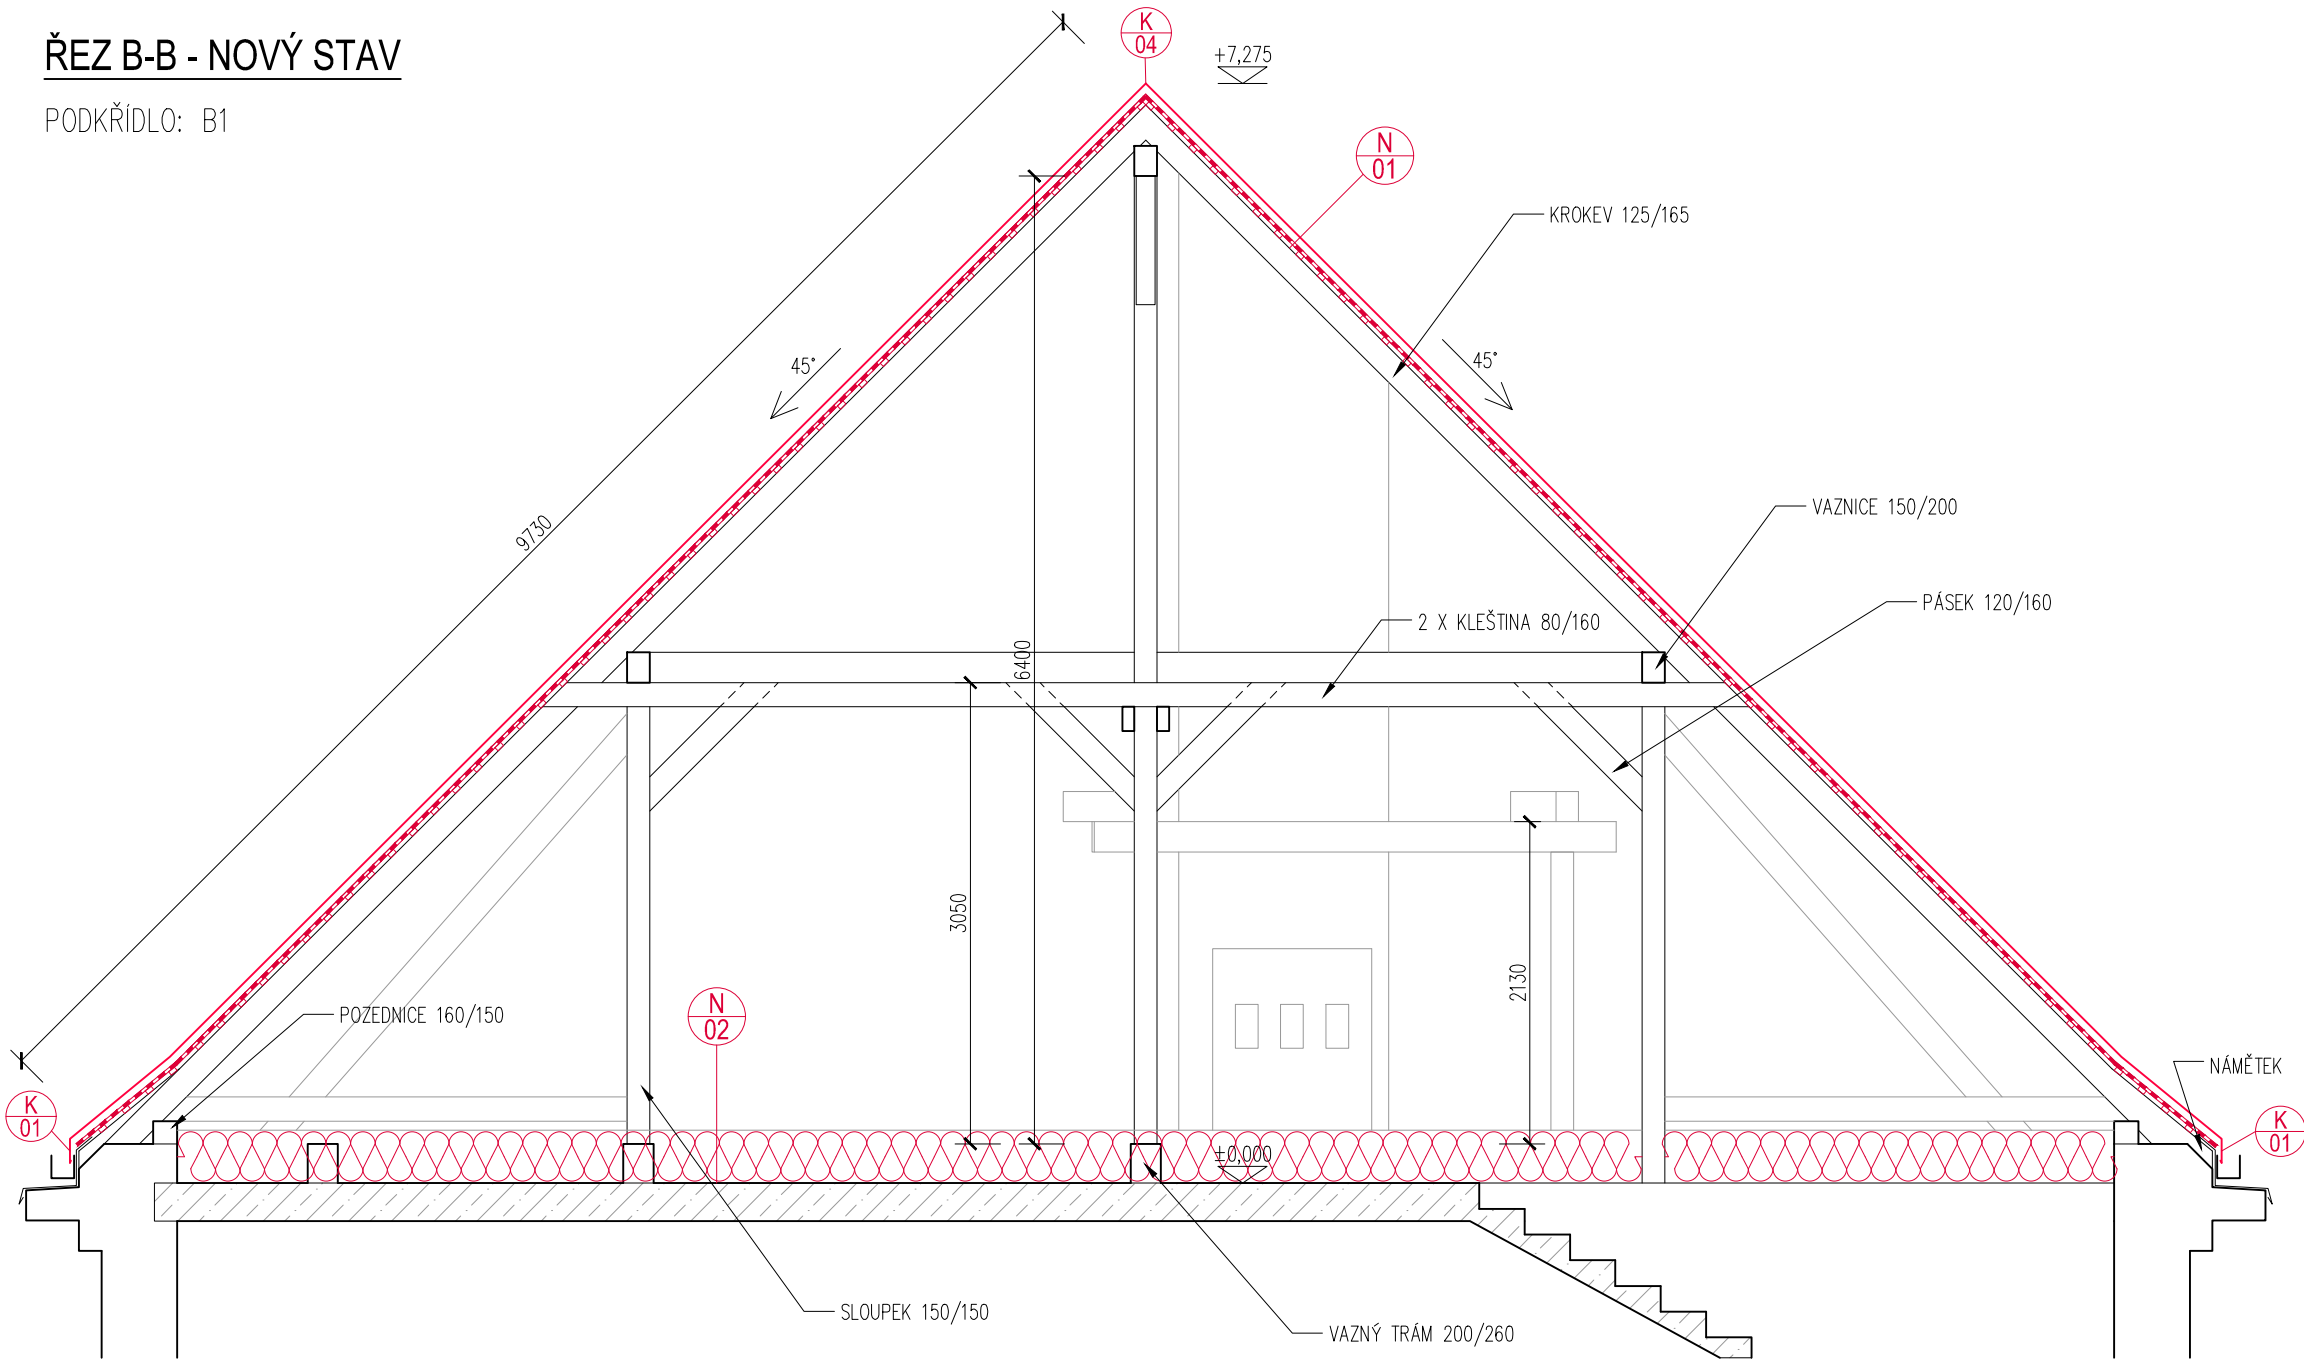 ŘEZ B-B - NOVÝ STAV
PODKŘÍDLO: B1
K
04
+7,275
N
01
KROKEV 125/165
45°
45°
9730
VAZNICE 150/200
PÁSEK 120/160
2 X KLEŠTINA 80/160
6400
3050
2130
POZEDNICE 160/150
N
02
NÁMĚTEK
K
01
K
01
±0,000
SLOUPEK 150/150
VAZNÝ TRÁM 200/260